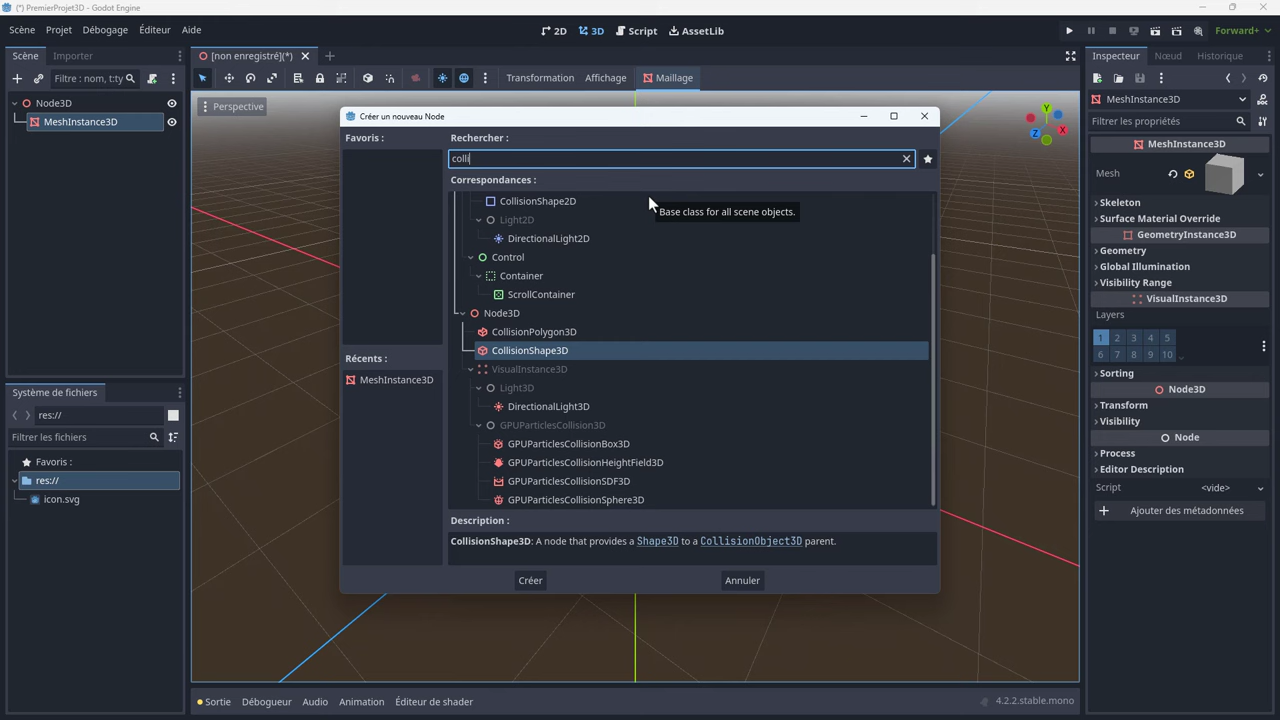 (*) PremierProjet3D - Godot Engine
Scène Projet Débogage Éditeur Aide
2D 3D Script AssetLib
Forward+
Scène Importer
[non enregistré](*)
Inspecteur Nœud Historique
Filtre : nom, t:ty
Transformation Affichage Maillage
Node3D
MeshInstance3D
Perspective
Y
X
Z
Créer un nouveau Node
Favoris :
Récents :
MeshInstance3D
Rechercher :
colli
Correspondances :
CollisionShape2D
Base class for all scene objects.
Light2D
DirectionalLight2D
Control
Container
ScrollContainer
Node3D
CollisionPolygon3D
CollisionShape3D
VisualInstance3D
Light3D
DirectionalLight3D
GPUParticlesCollision3D
GPUParticlesCollisionBox3D
GPUParticlesCollisionHeightField3D
GPUParticlesCollisionSDF3D
GPUParticlesCollisionSphere3D
Description :
CollisionShape3D: A node that provides a Shape3D to a CollisionObject3D parent.
Créer Annuler
MeshInstance3D
Filtrer les propriétés
MeshInstance3D
Mesh
Skeleton
Surface Material Override
GeometryInstance3D
Geometry
Global Illumination
Visibility Range
VisualInstance3D
Layers
1 2 3 4 5
6 7 8 9 10
Sorting
Node3D
Transform
Visibility
Node
Process
Editor Description
Script <vide>
Ajouter des métadonnées
Système de fichiers
res://
Filtrer les fichiers
Favoris :
res://
icon.svg
Sortie Débogueur Audio Animation Éditeur de shader
4.2.2.stable.mono